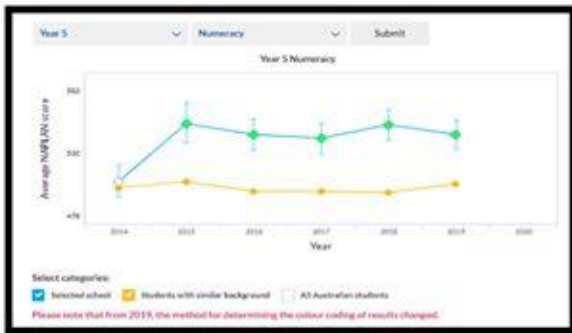 Year 5 Numeracy Submit
Year 5 Numeracy
Average NAPLAN score
2014 2015 2016 2017 2018 2019 2020
Year
Select categories:
Selected school Students with similar background All Australian students
Please note that from 2019, the method for determining the colour coding of results changed.